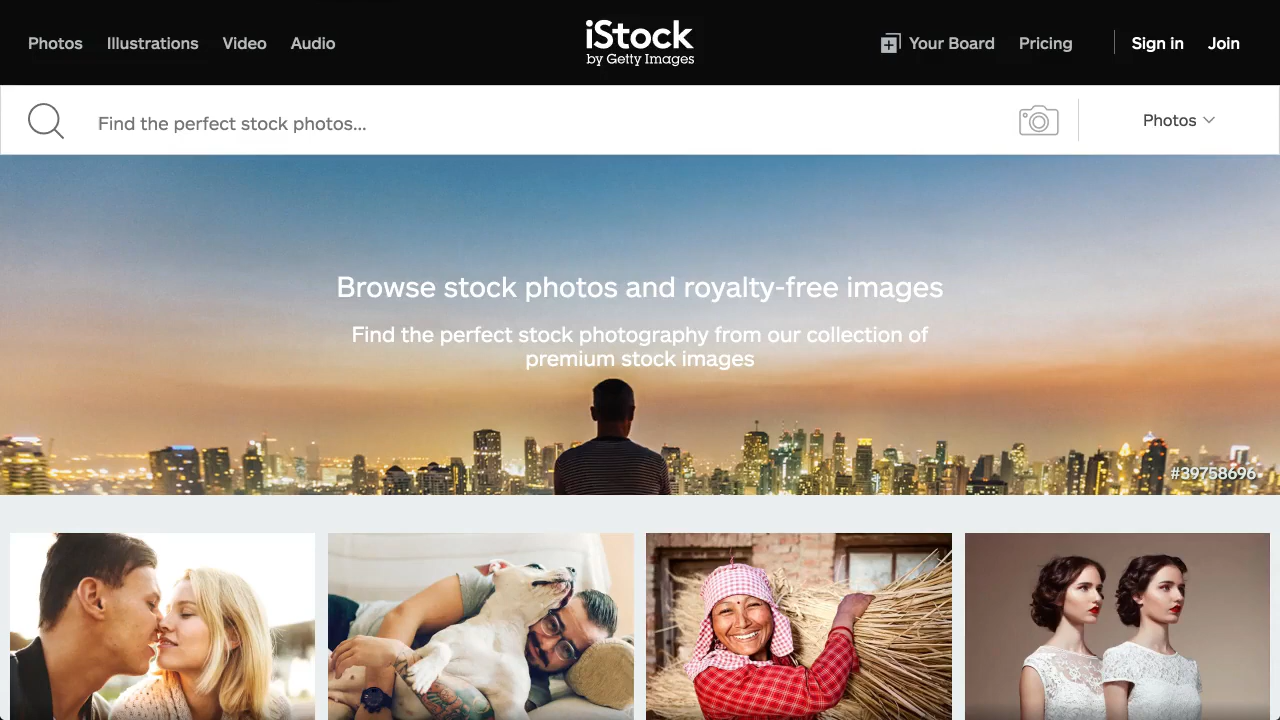 Photos Illustrations Video Audio
iStock
by Getty Images
Your Board Pricing Sign in Join
Find the perfect stock photos...
Photos
Browse stock photos and royalty-free images
Find the perfect stock photography from our collection of
premium stock images
#39758696